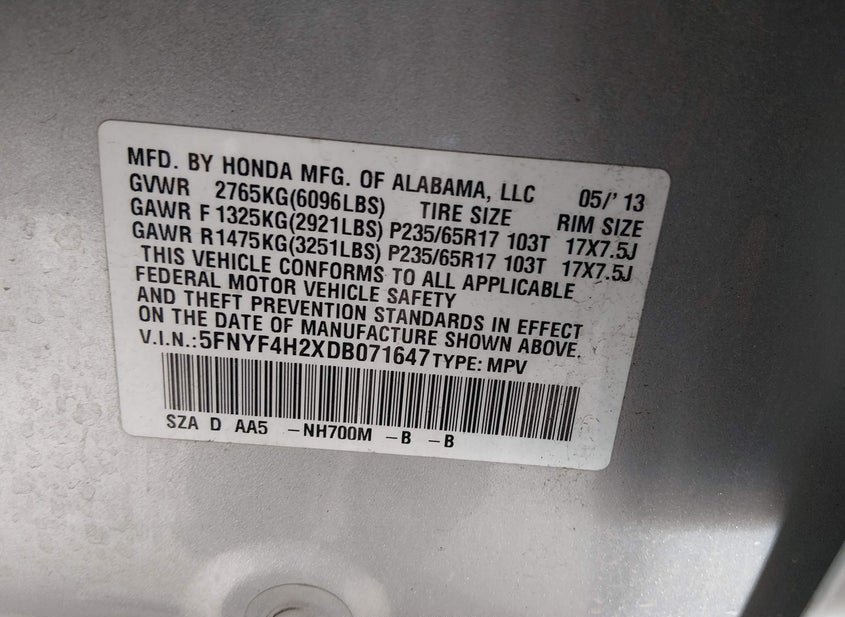 MFD. BY HONDA MFG. OF ALABAMA, LLC 05/' 13
GVWR 2765KG(6096LBS) TIRE SIZE RIM SIZE
GAWR F 1325KG(2921LBS) P235/65R17 103T 17X7.5J
GAWR R1475KG(3251LBS) P235/65R17 103T 17X7.5J
THIS VEHICLE CONFORMS TO ALL APPLICABLE
FEDERAL MOTOR VEHICLE SAFETY
AND THEFT PREVENTION STANDARDS IN EFFECT
ON THE DATE OF MANUFACTURE SHOWN ABOVE.
V.I.N.:5FNYF4H2XDB071647 TYPE: MPV
SZA D AA5 -NH700M -B -B